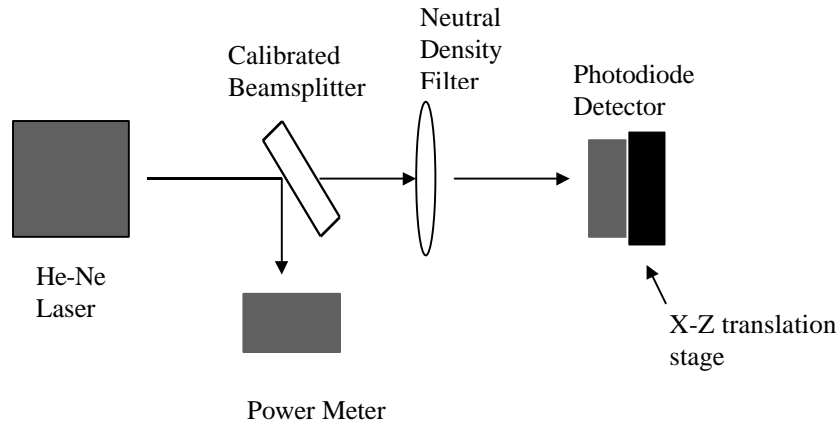 Calibrated
Beamsplitter
Neutral
Density
Filter
Photodiode
Detector
He-Ne
Laser
Power Meter
X-Z translation
stage